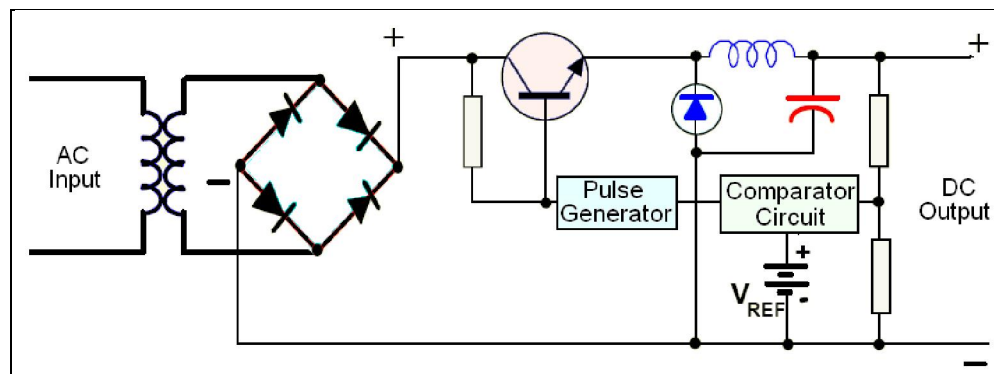 +
+
AC
Input
−
Pulse
Generator
Comparator
Circuit
DC
Output
+
-
VREF
−